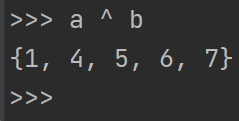 >>> a ^ b
{1, 4, 5, 6, 7}
>>>